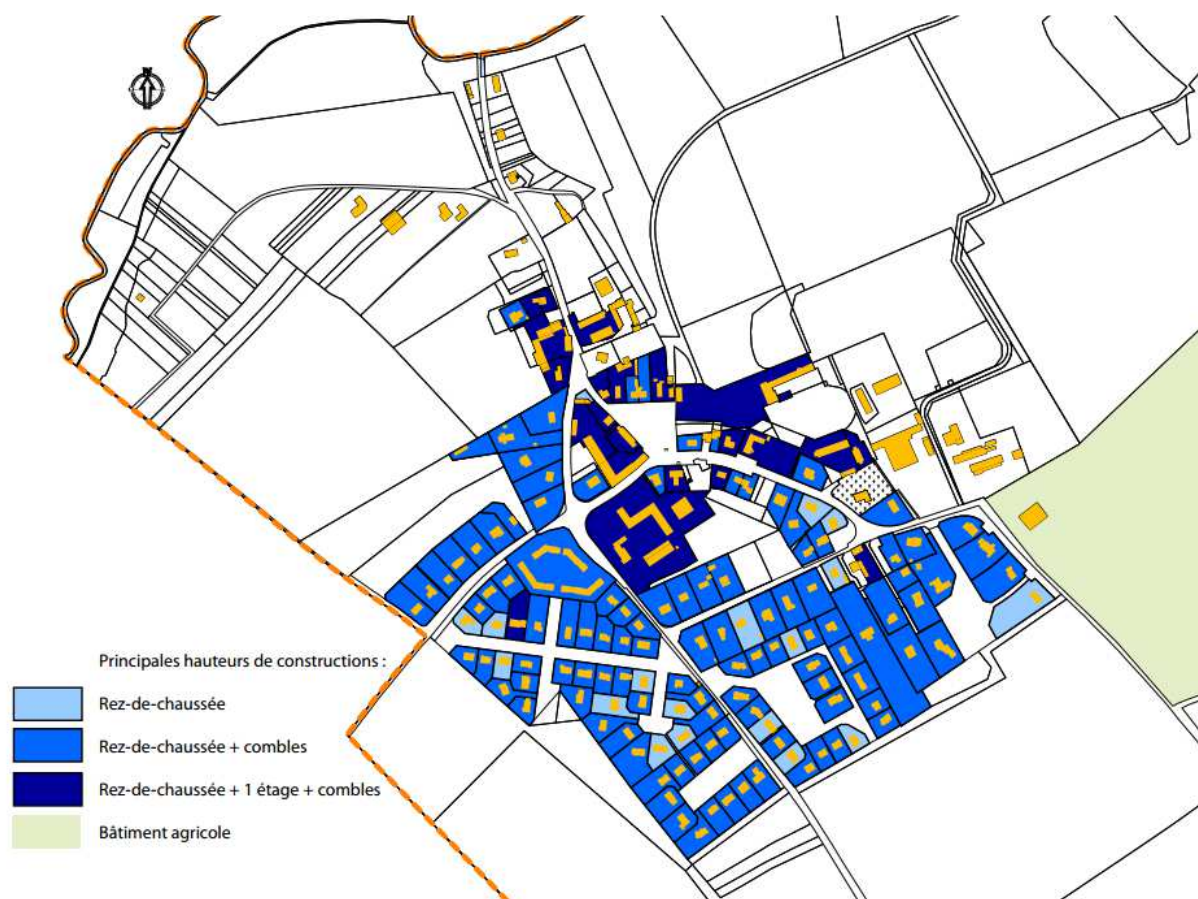 Principales hauteurs de constructions :
Rez-de-chaussée
Rez-de-chaussée + combles
Rez-de-chaussée + 1 étage + combles
Bâtiment agricole